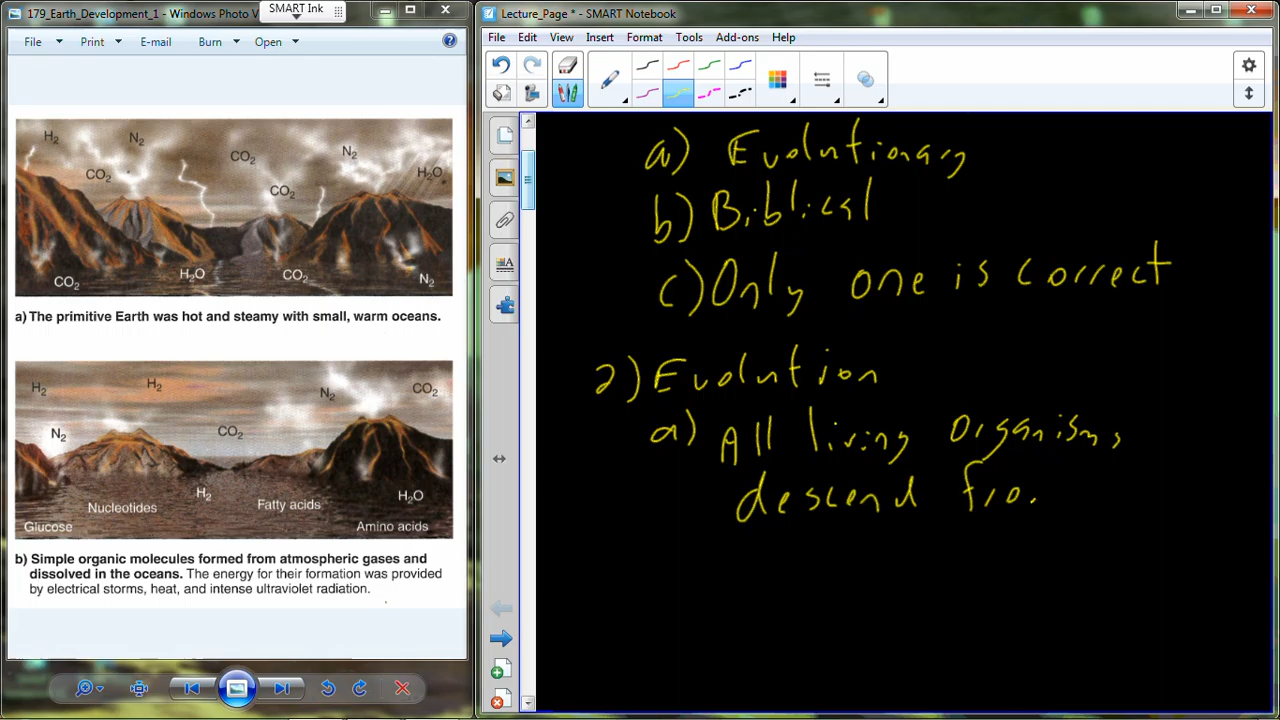 179_Earth_Development_1 - Windows Photo V
SMART Ink
File Print E-mail Burn Open
H₂ N₂ CO₂ N₂ H₂O
CO₂ CO₂
CO₂ H₂O CO₂ N₂
a) The primitive Earth was hot and steamy with small, warm oceans.
H₂ H₂ N₂ CO₂
N₂ CO₂
Nucleotides H₂ Fatty acids H₂O
Glucose Amino acids
b) Simple organic molecules formed from atmospheric gases and
dissolved in the oceans. The energy for their formation was provided
by electrical storms, heat, and intense ultraviolet radiation.
Lecture_Page * - SMART Notebook
File Edit View Insert Format Tools Add-ons Help
a) Evolutionary
b) Biblical
c) Only one is correct
2) Evolution
a) All living organisms
descend fro